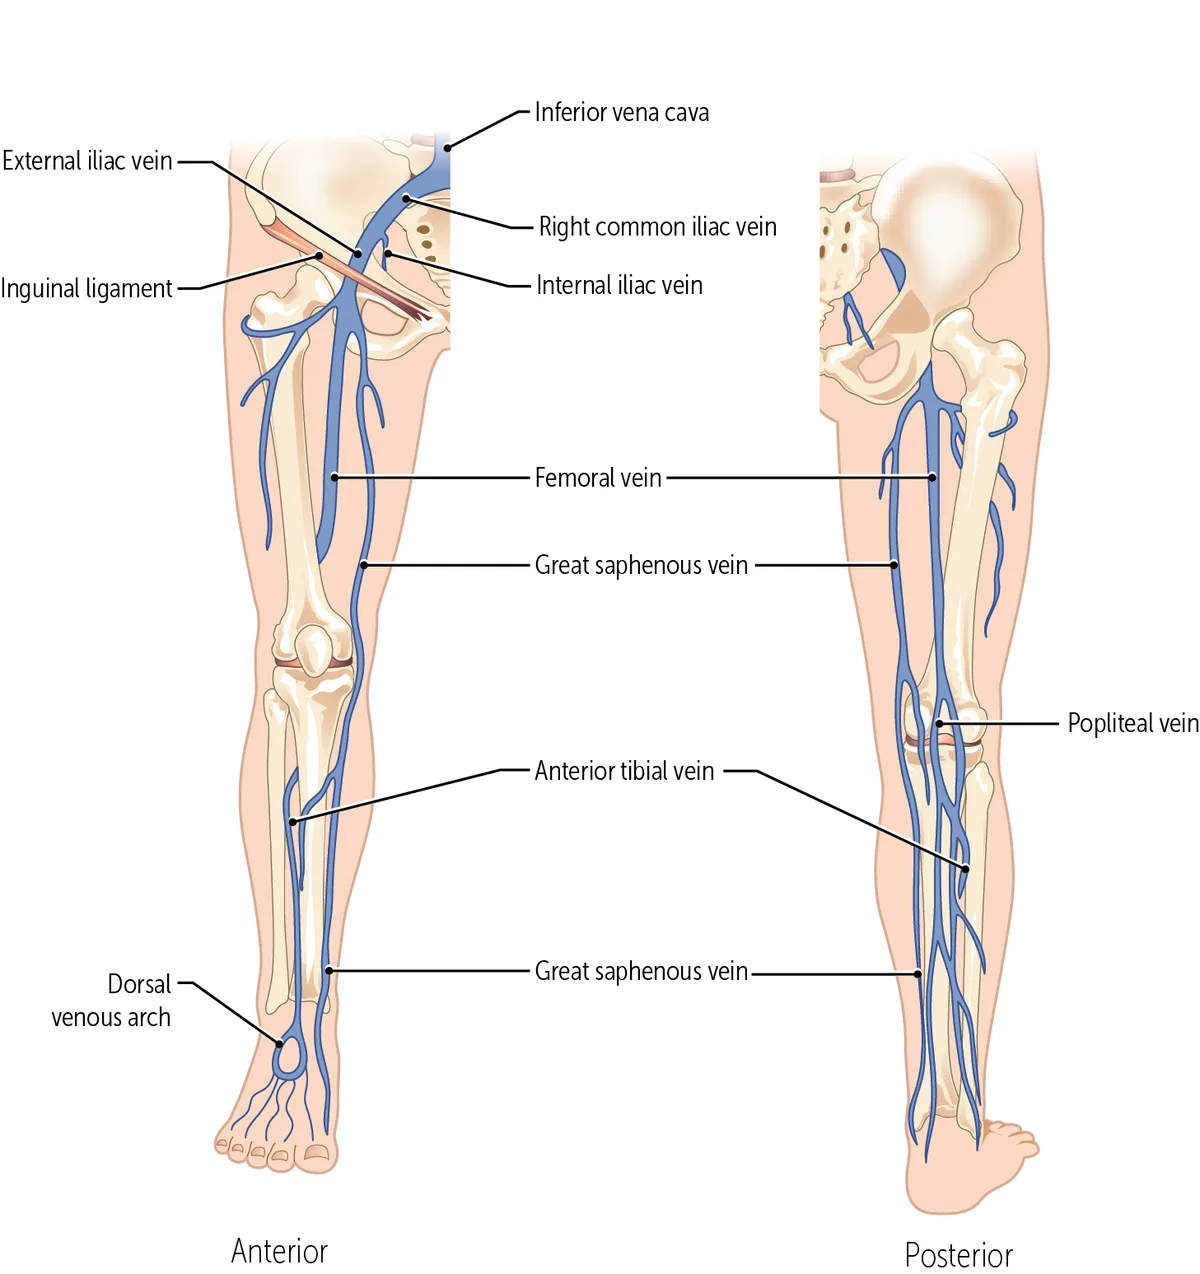 Inferior vena cava
External iliac vein
Right common iliac vein
Internal iliac vein
Inguinal ligament
Femoral vein
Great saphenous vein
Popliteal vein
Anterior tibial vein
Great saphenous vein
Dorsal
venous arch
Anterior
Posterior